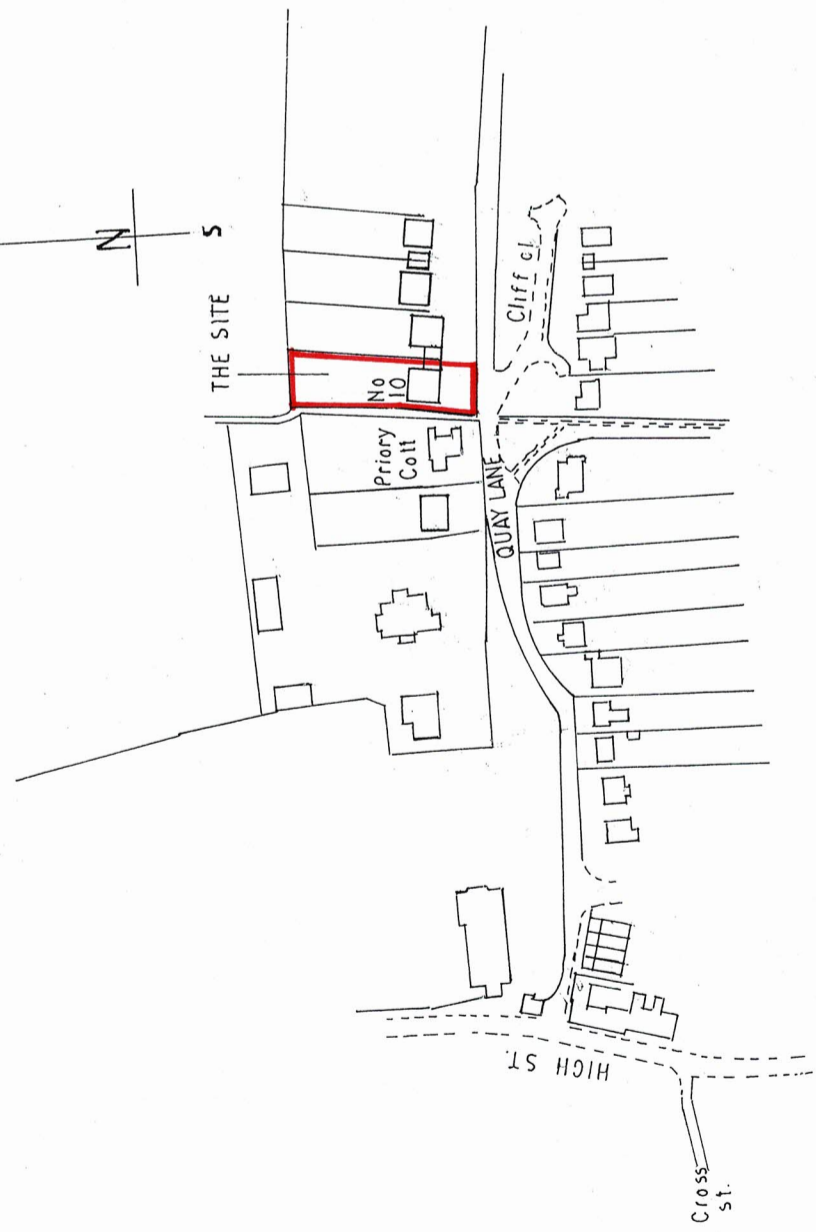 N
S
THE SITE
Cliff cl.
No
10
Priory
Cott
QUAY LANE
HIGH ST.
Cross
st.